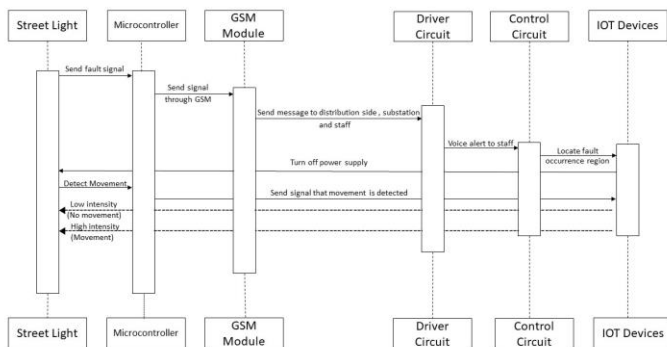 Street Light
Microcontroller
GSM
Module
Driver
Circuit
Control
Circuit
IOT Devices
Send fault signal
Send signal
through GSM
Send message to distribution side , substation
and staff
Voice alert to staff
Locate fault
occurrence region
Turn off power supply
Detect Movement
Send signal that movement is detected
Low intensity
(No movement)
High Intensity
(Movement)
Street Light
Microcontroller
GSM
Module
Driver
Circuit
Control
Circuit
IOT Devices